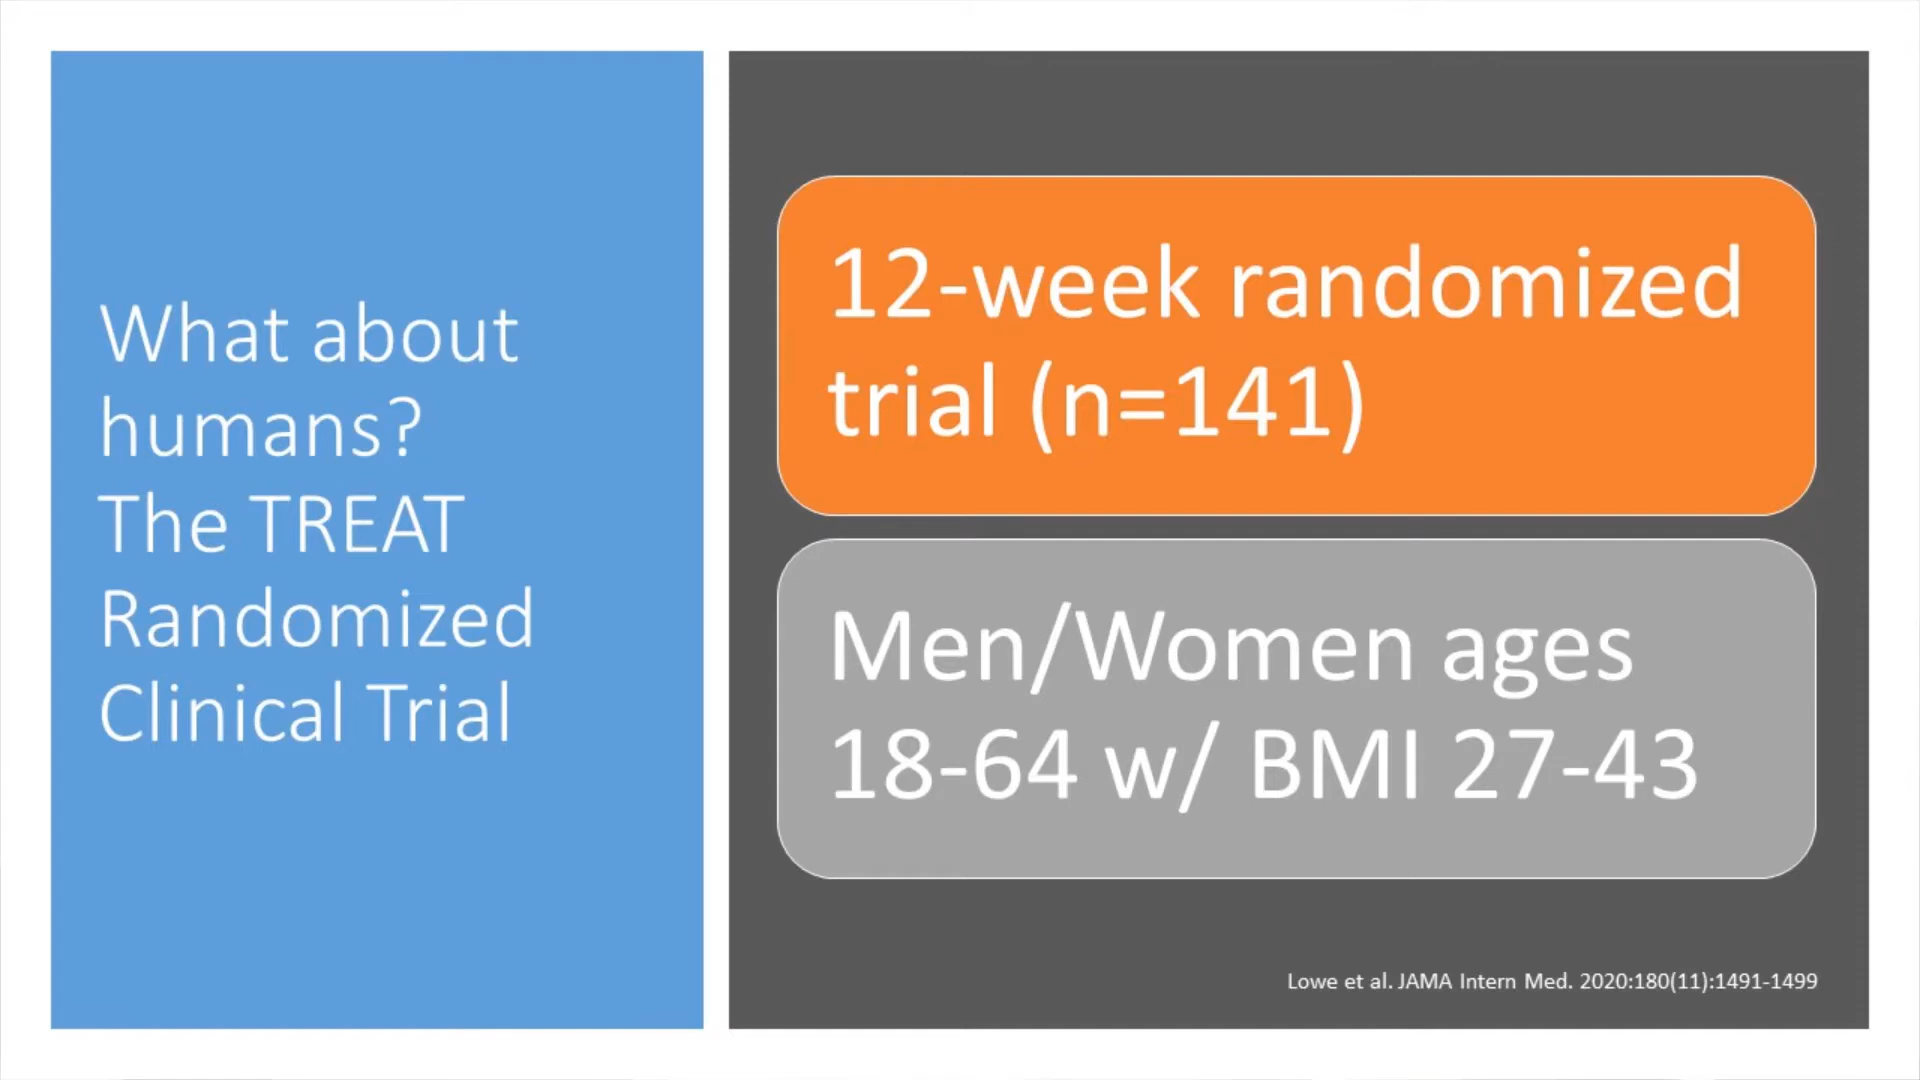 What about
humans?
The TREAT
Randomized
Clinical Trial
12-week randomized
trial (n=141)
Men/Women ages
18-64 w/ BMI 27-43
Lowe et al. JAMA Intern Med. 2020:180(11):1491-1499